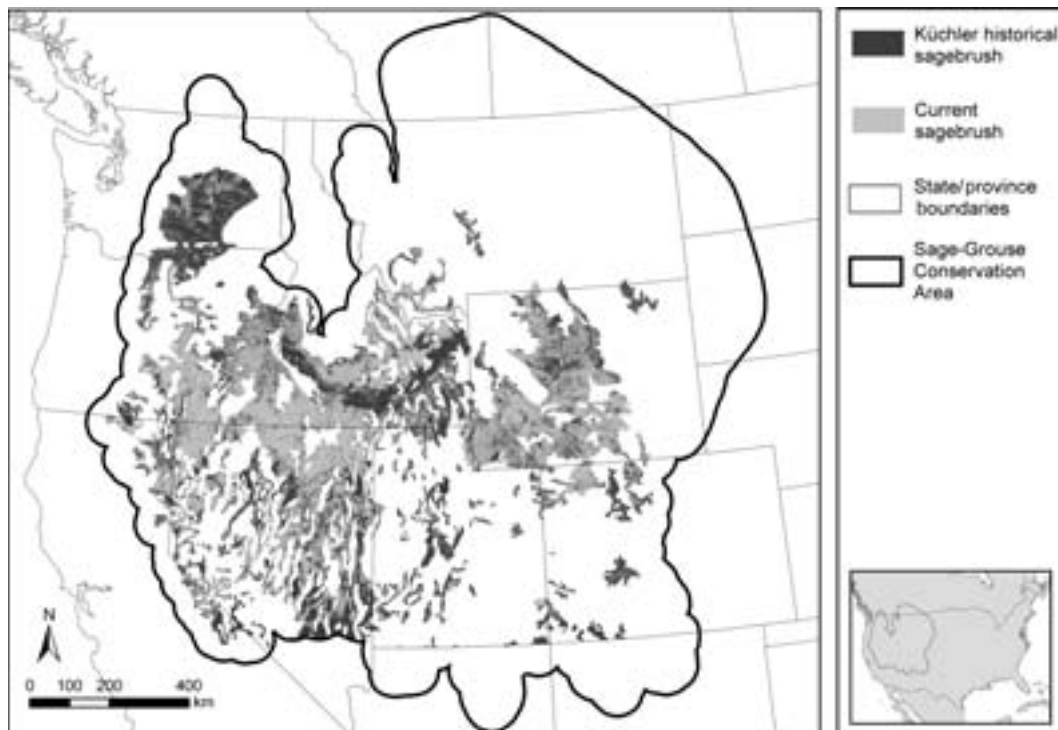 Küchler historical
sagebrush
Current
sagebrush
State/province
boundaries
Sage-Grouse
Conservation
Area
N
0 100 200 400
km